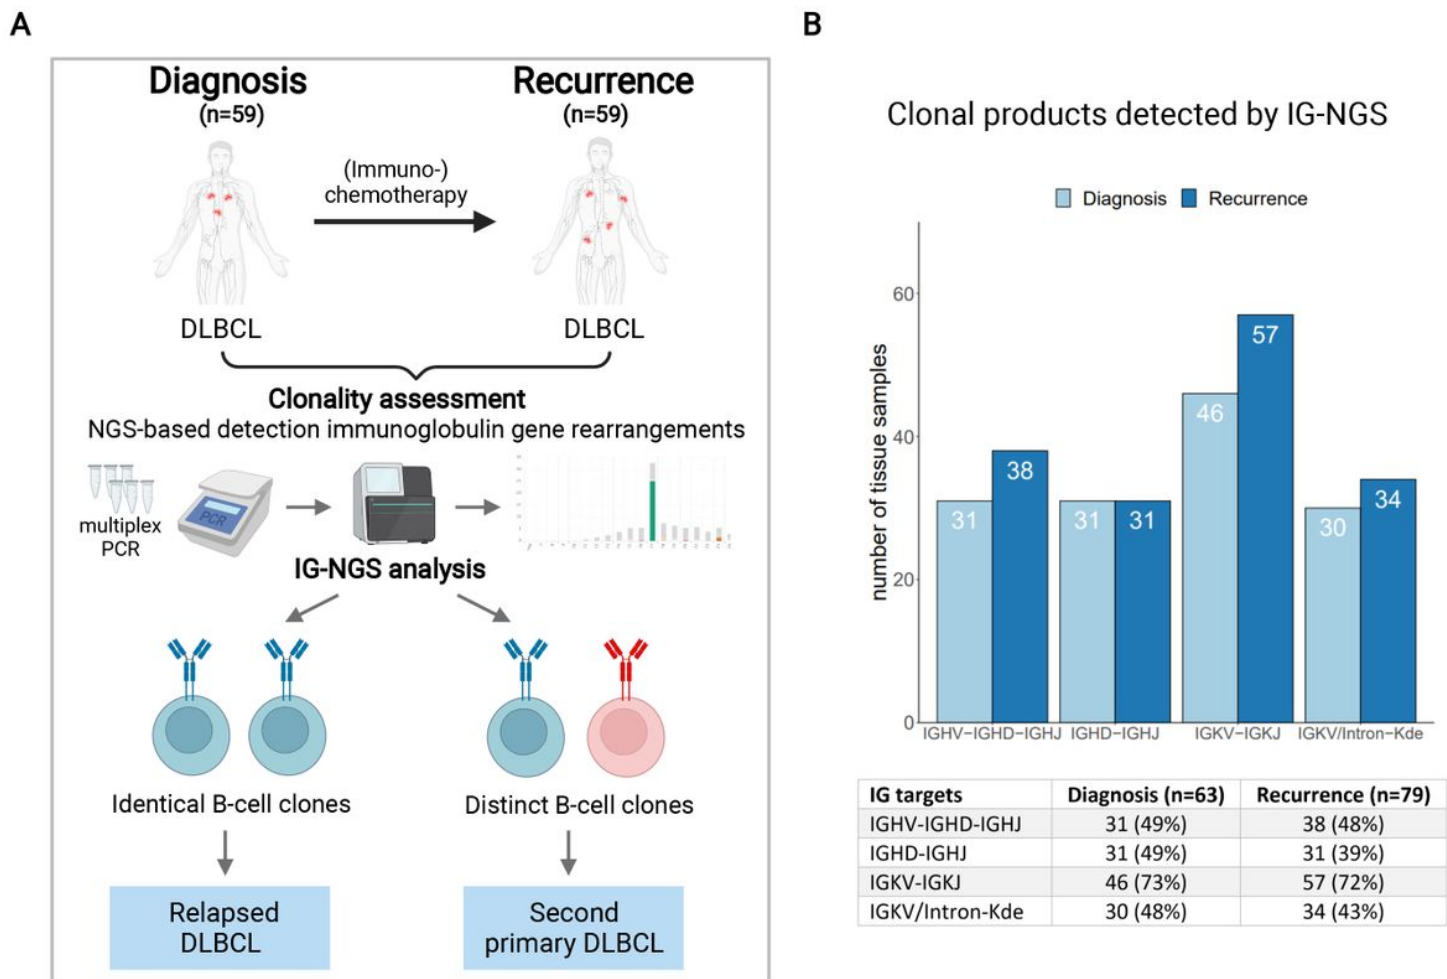 A
Diagnosis
(n=59)
Recurrence
(n=59)
(Immuno-)
chemotherapy
DLBCL
DLBCL
Clonality assessment
NGS-based detection immunoglobulin gene rearrangements
multiplex
PCR
PCR
IG-NGS analysis
Identical B-cell clones
Distinct B-cell clones
Relapsed
DLBCL
Second
primary DLBCL
B
Clonal products detected by IG-NGS
Diagnosis Recurrence
number of tissue samples
60
40
20
0
31 38 31 31 46 57 30 34
IGHV−IGHD−IGHJ IGHD−IGHJ IGKV−IGKJ IGKV/Intron−Kde
IG targets Diagnosis (n=63) Recurrence (n=79)
IGHV-IGHD-IGHJ 31 (49%) 38 (48%)
IGHD-IGHJ 31 (49%) 31 (39%)
IGKV-IGKJ 46 (73%) 57 (72%)
IGKV/Intron-Kde 30 (48%) 34 (43%)